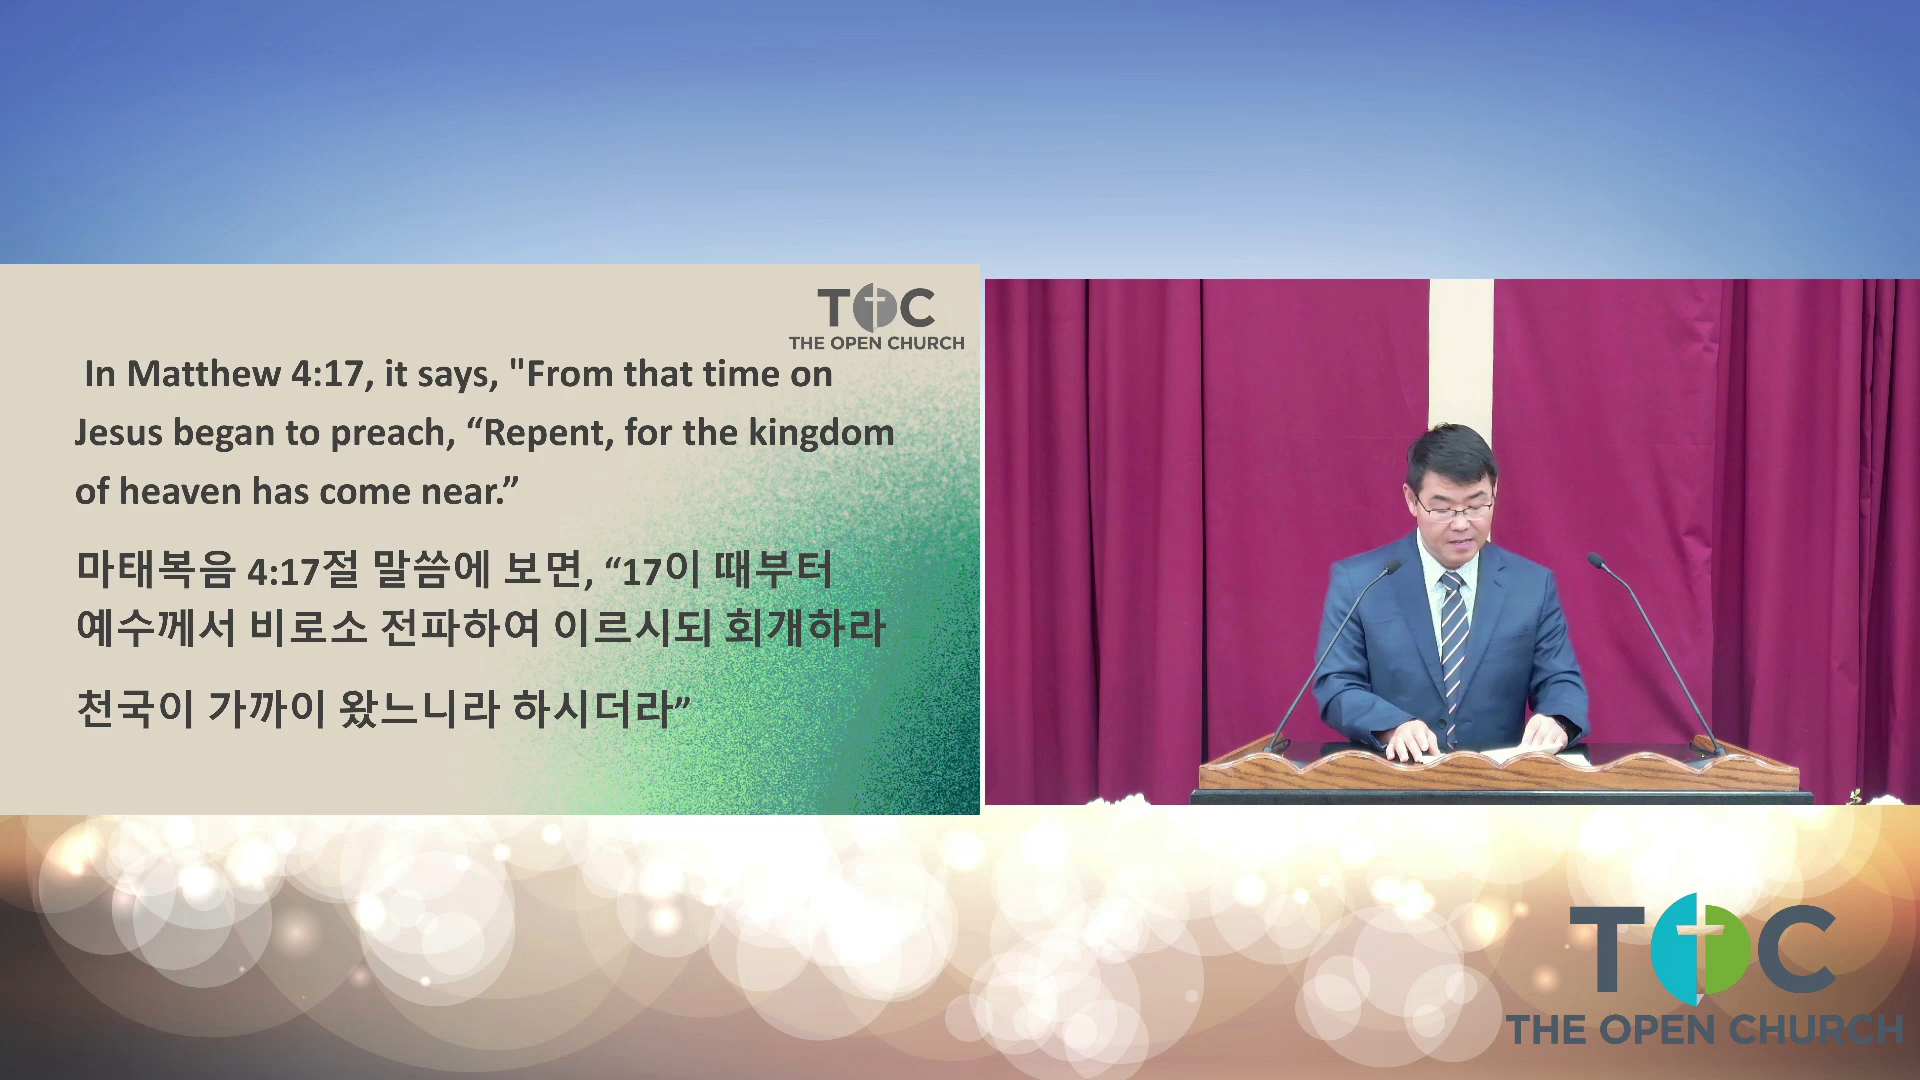 TOC
THE OPEN CHURCH
In Matthew 4:17, it says, "From that time on
Jesus began to preach, “Repent, for the kingdom
of heaven has come near.”
마태복음 4:17절 말씀에 보면, “17이 때부터
예수께서 비로소 전파하여 이르시되 회개하라
천국이 가까이 왔느니라 하시더라”
TOC
THE OPEN CHURCH